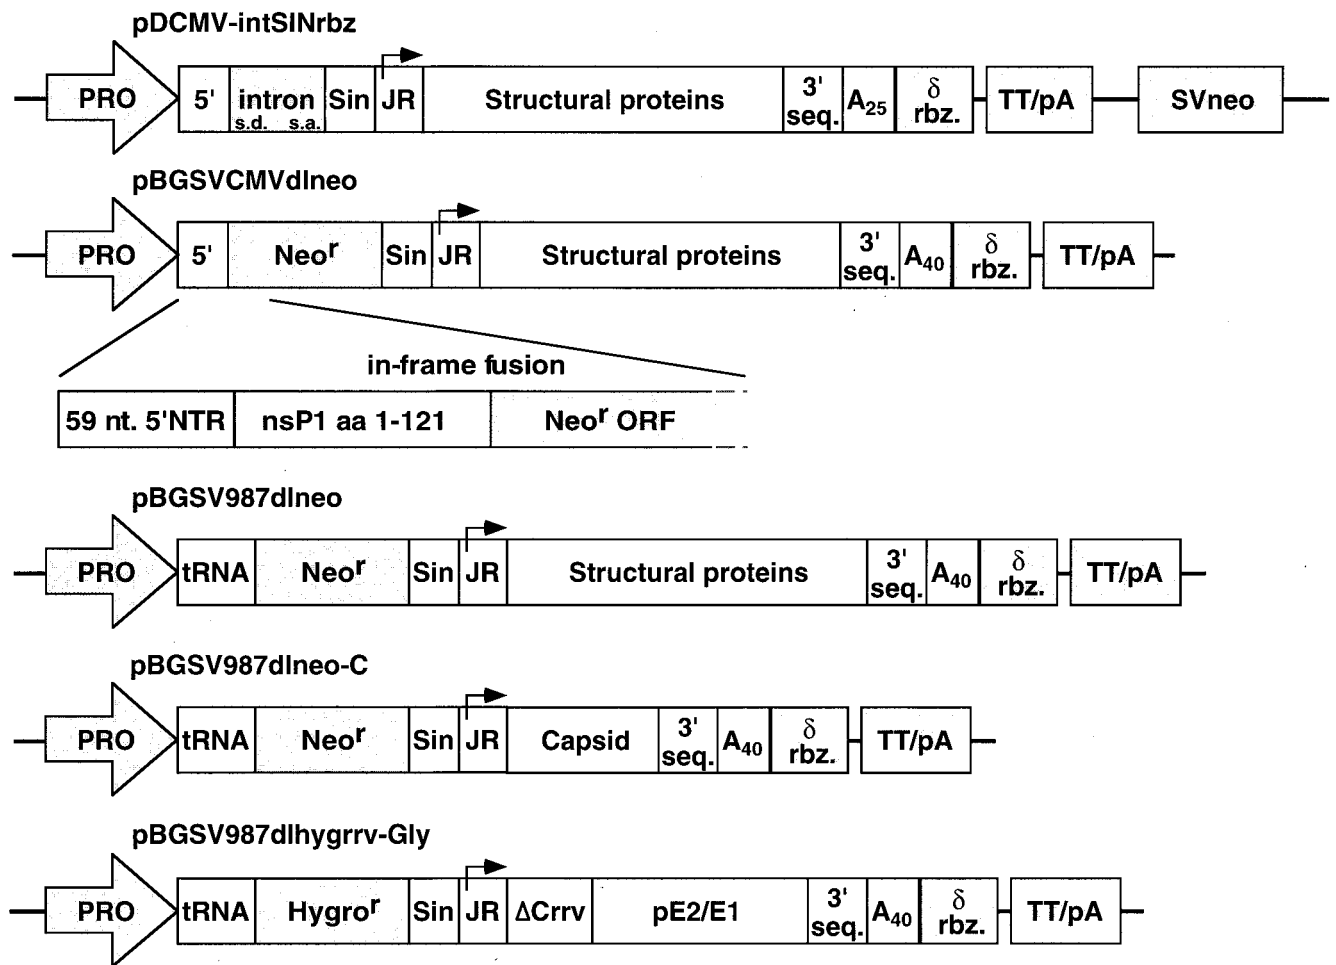 pDCMV-intSINrbz
PRO 5' intron s.d. s.a. Sin JR Structural proteins 3' seq. A25 δ rbz. TT/pA SVneo
pBGSVCMVdlneo
PRO 5' Neoʳ Sin JR Structural proteins 3' seq. A40 δ rbz. TT/pA
in-frame fusion
59 nt. 5'NTR nsP1 aa 1-121 Neoʳ ORF
pBGSV987dlneo
PRO tRNA Neoʳ Sin JR Structural proteins 3' seq. A40 δ rbz. TT/pA
pBGSV987dlneo-C
PRO tRNA Neoʳ Sin JR Capsid 3' seq. A40 δ rbz. TT/pA
pBGSV987dlhygrrv-Gly
PRO tRNA Hygroʳ Sin JR ΔCrrv pE2/E1 3' seq. A40 δ rbz. TT/pA